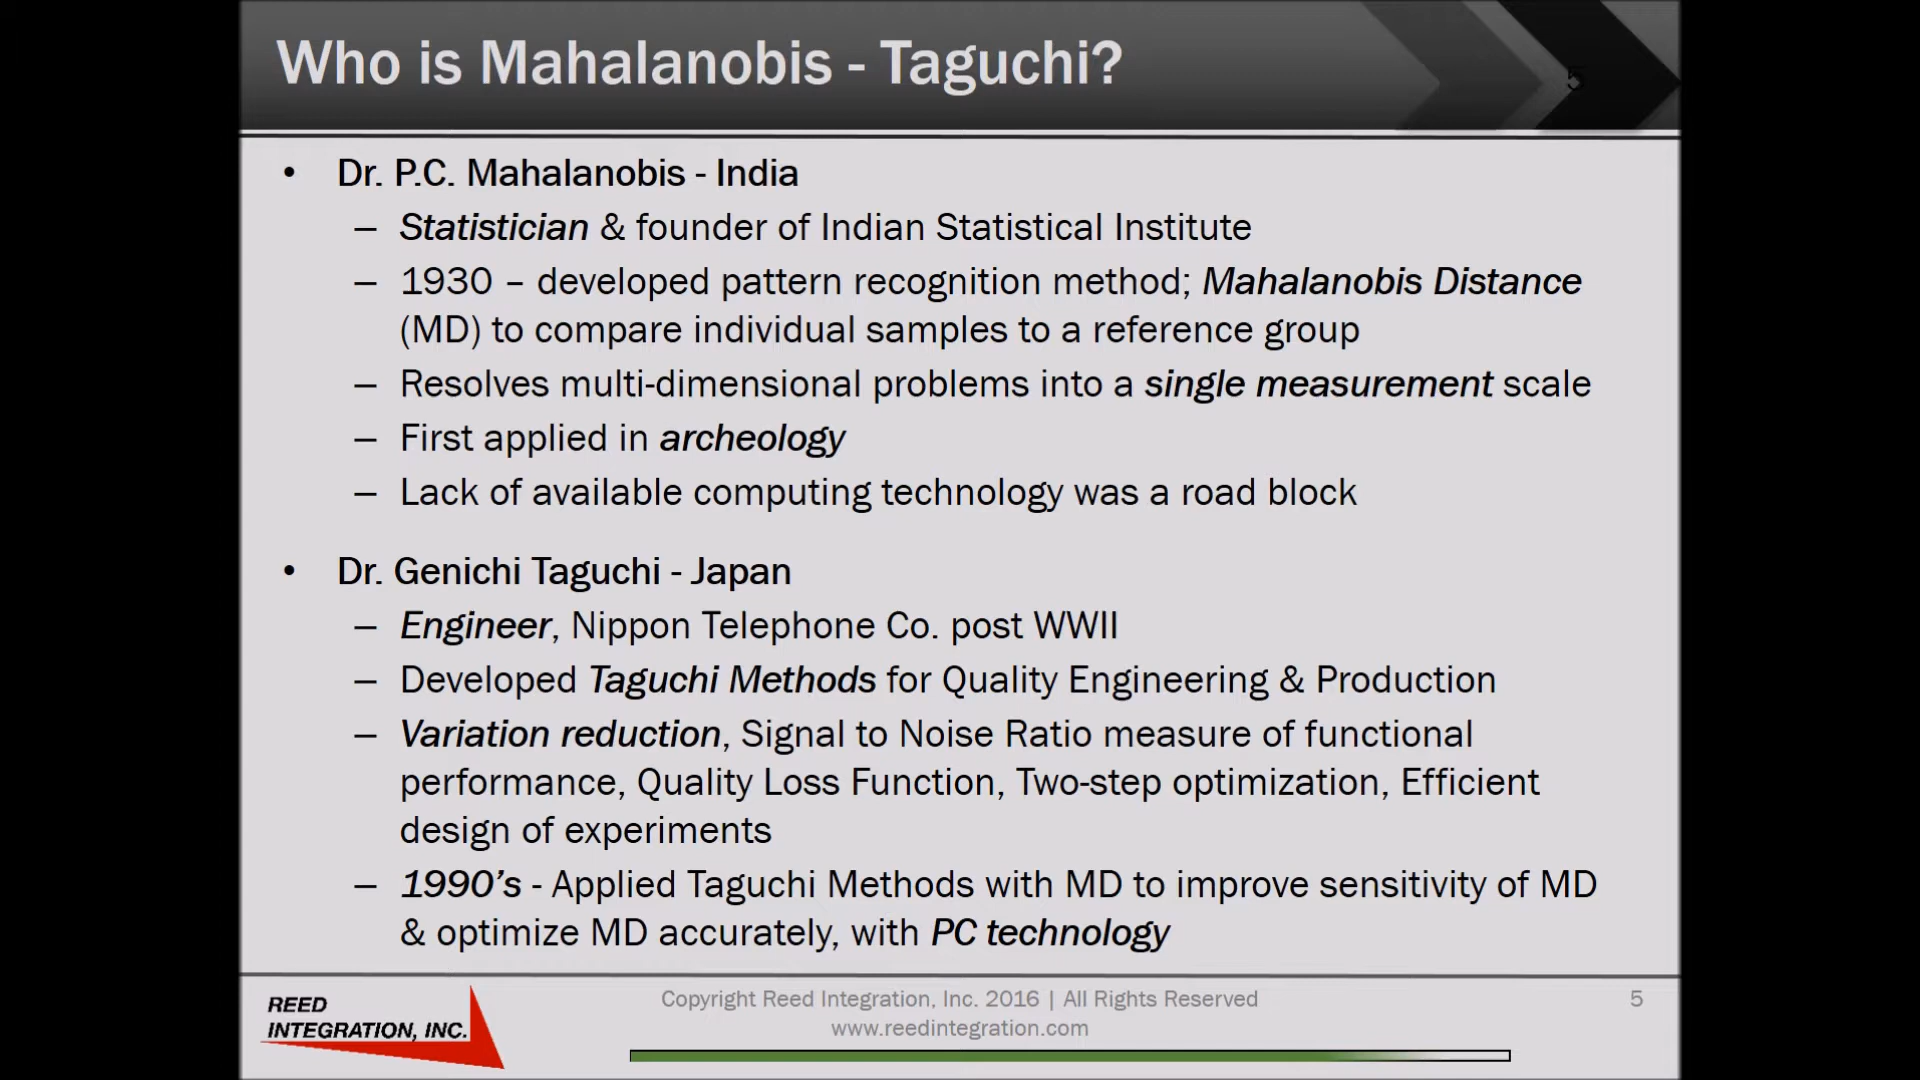 Who is Mahalanobis - Taguchi?
5
• Dr. P.C. Mahalanobis - India
– Statistician & founder of Indian Statistical Institute
– 1930 – developed pattern recognition method; Mahalanobis Distance
(MD) to compare individual samples to a reference group
– Resolves multi-dimensional problems into a single measurement scale
– First applied in archeology
– Lack of available computing technology was a road block
• Dr. Genichi Taguchi - Japan
– Engineer, Nippon Telephone Co. post WWII
– Developed Taguchi Methods for Quality Engineering & Production
– Variation reduction, Signal to Noise Ratio measure of functional
performance, Quality Loss Function, Two-step optimization, Efficient
design of experiments
– 1990's - Applied Taguchi Methods with MD to improve sensitivity of MD
& optimize MD accurately, with PC technology
REED
INTEGRATION, INC.
Copyright Reed Integration, Inc. 2016 | All Rights Reserved
www.reedintegration.com
5